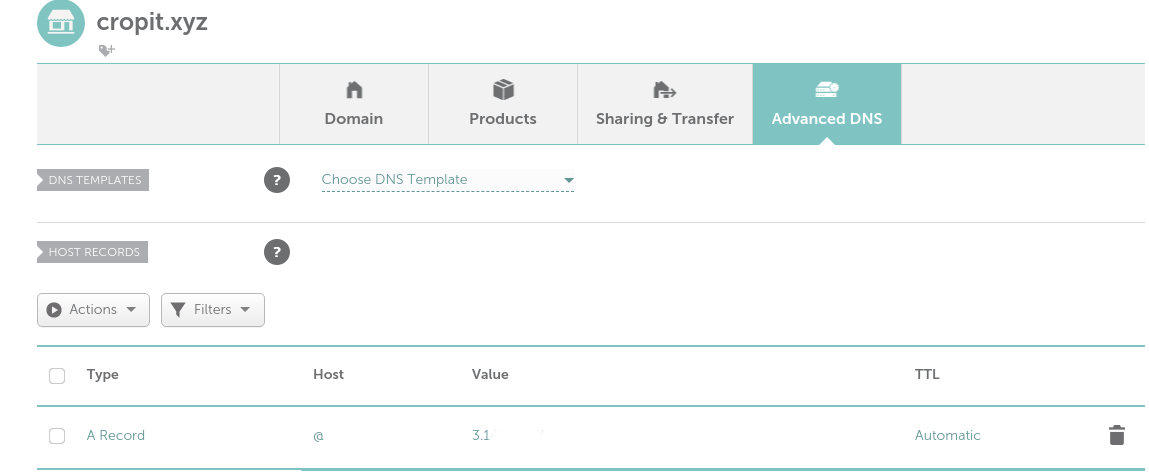 cropit.xyz
Domain
Products
Sharing & Transfer
Advanced DNS
DNS TEMPLATES
?
Choose DNS Template
HOST RECORDS
?
Actions
Filters
Type Host Value TTL
A Record @ 3.1 Automatic